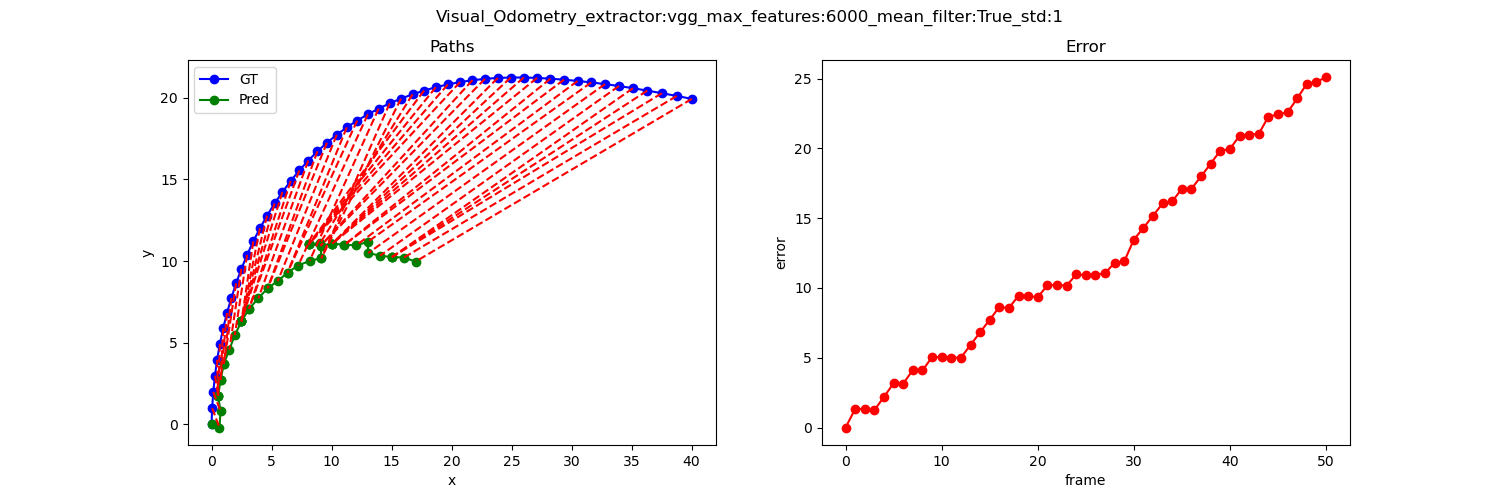 Visual_Odometry_extractor:vgg_max_features:6000_mean_filter:True_std:1
Paths
GT
Pred
y
20
15
10
5
0
0 5 10 15 20 25 30 35 40
x
Error
error
25
20
15
10
5
0
0 10 20 30 40 50
frame